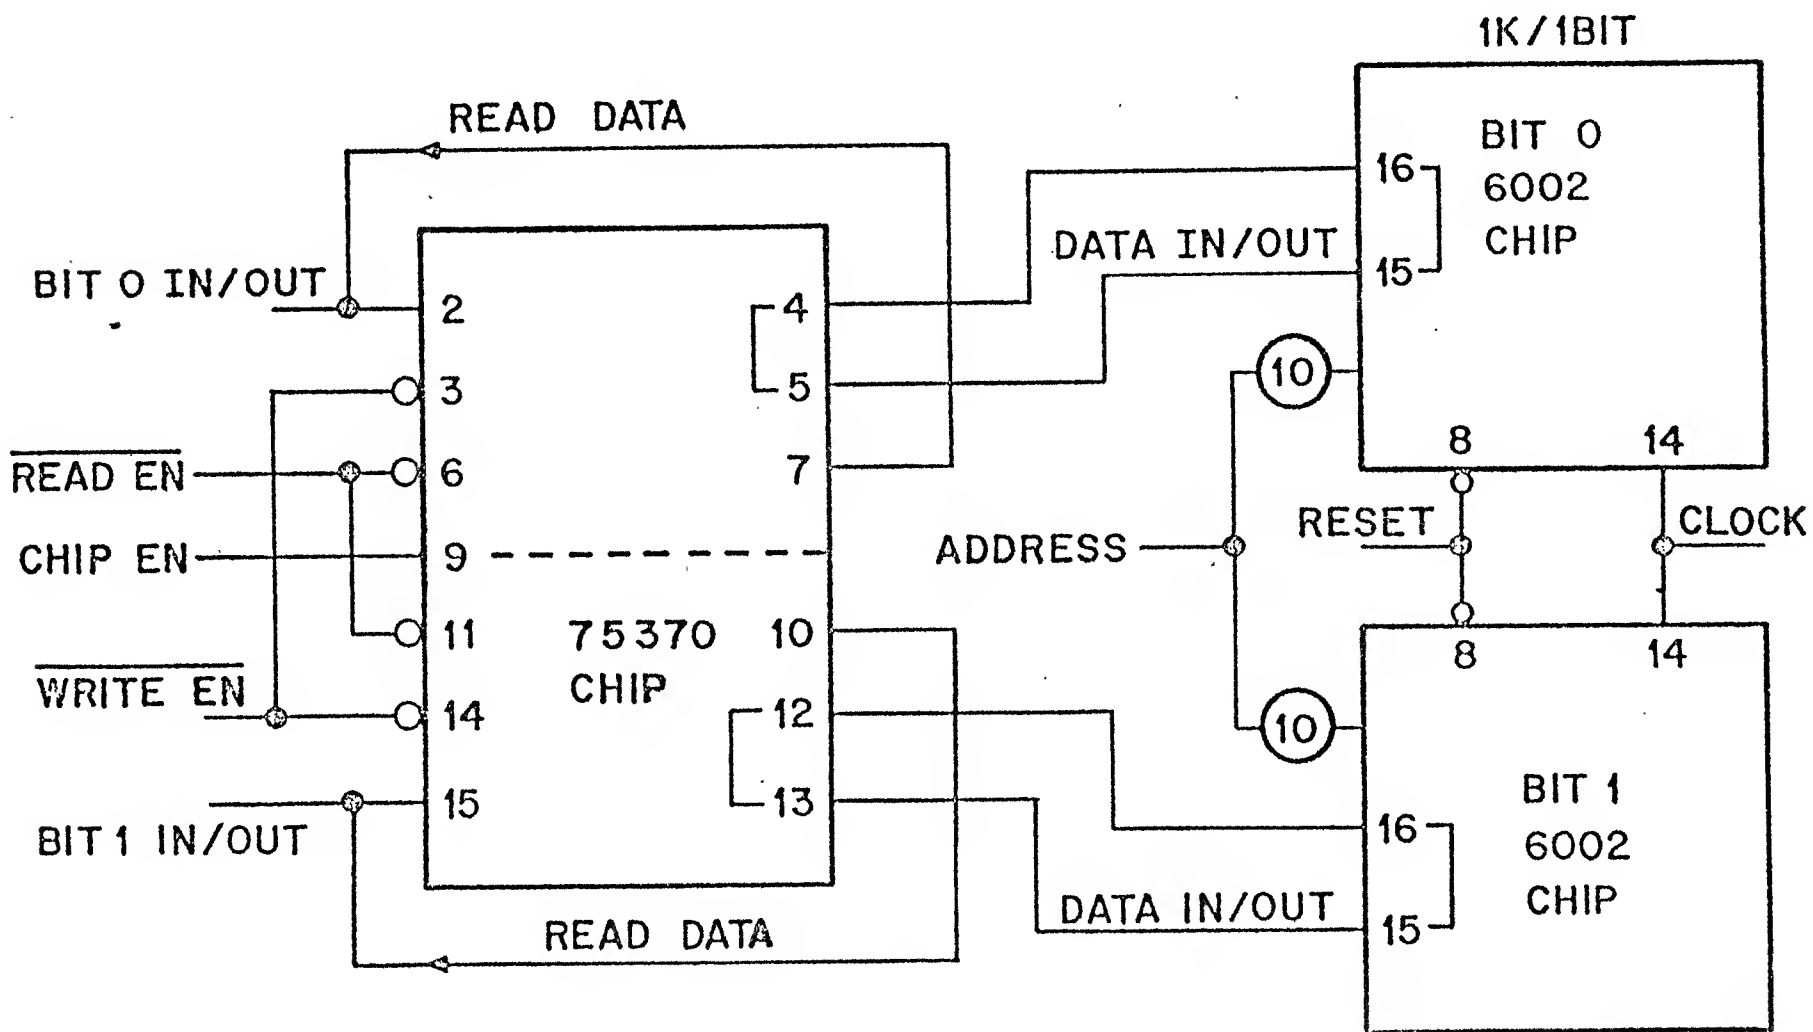 1K/1BIT
READ DATA
BIT 0
6002
CHIP
16
15
DATA IN/OUT
BIT 0 IN/OUT
2
4
3
5
10
READ EN
6
7
8
14
CHIP EN
9
ADDRESS
RESET
CLOCK
11
75370
CHIP
10
8
14
WRITE EN
14
12
10
BIT 1 IN/OUT
15
13
BIT 1
6002
CHIP
16
15
DATA IN/OUT
READ DATA